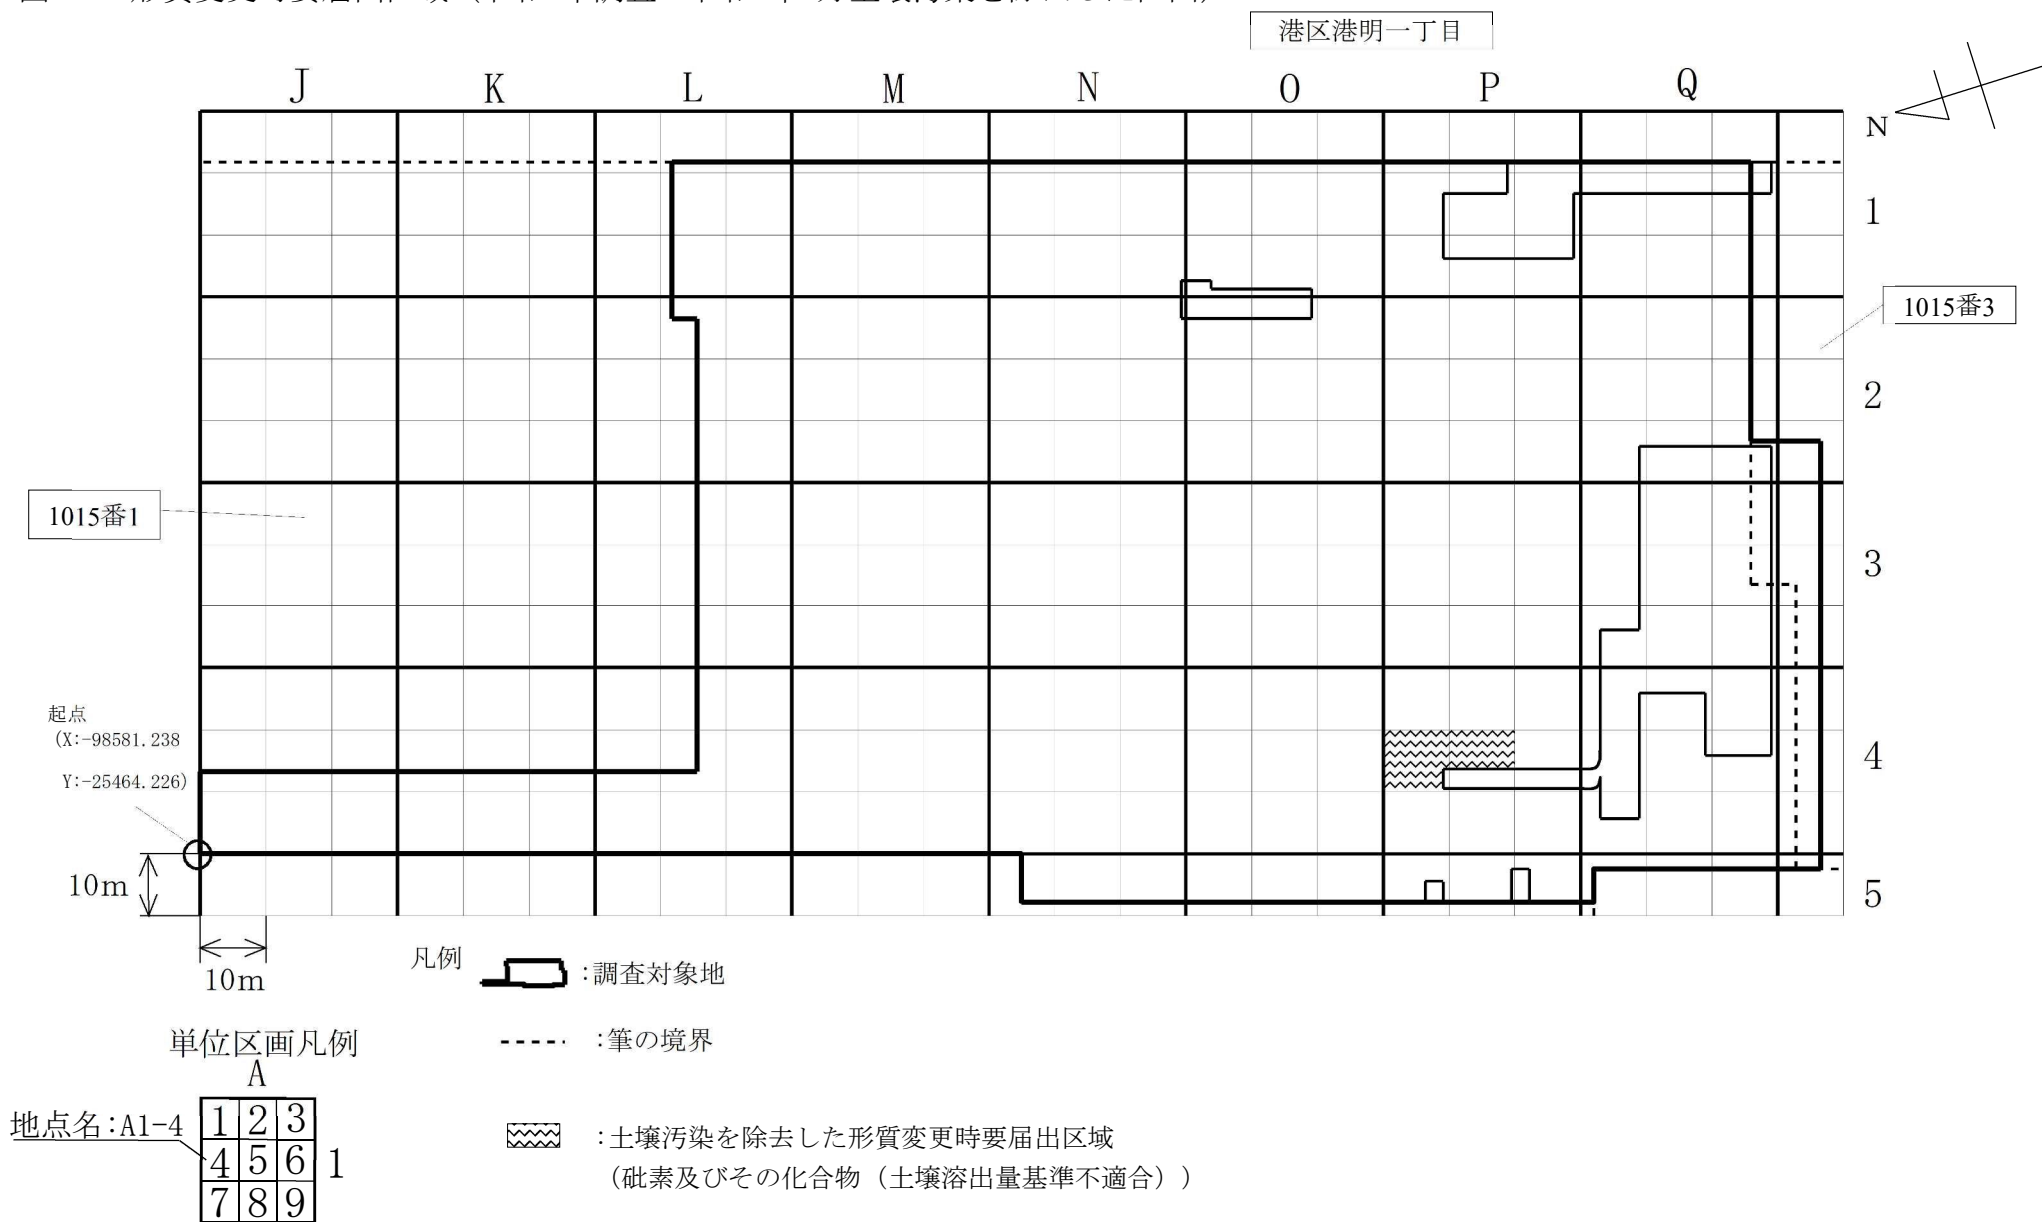 港区港明一丁目
J K L M N O P Q
N
1
1015番3
2
1015番1
3
起点
(X:-98581.238
Y:-25464.226)
4
10m
5
10m
凡例
:調査対象地
単位区画凡例
:筆の境界
A
地点名:A1-4
1 2 3
4 5 6
7 8 9
1
:土壌汚染を除去した形質変更時要届出区域
(砒素及びその化合物（土壌溶出量基準不適合）)